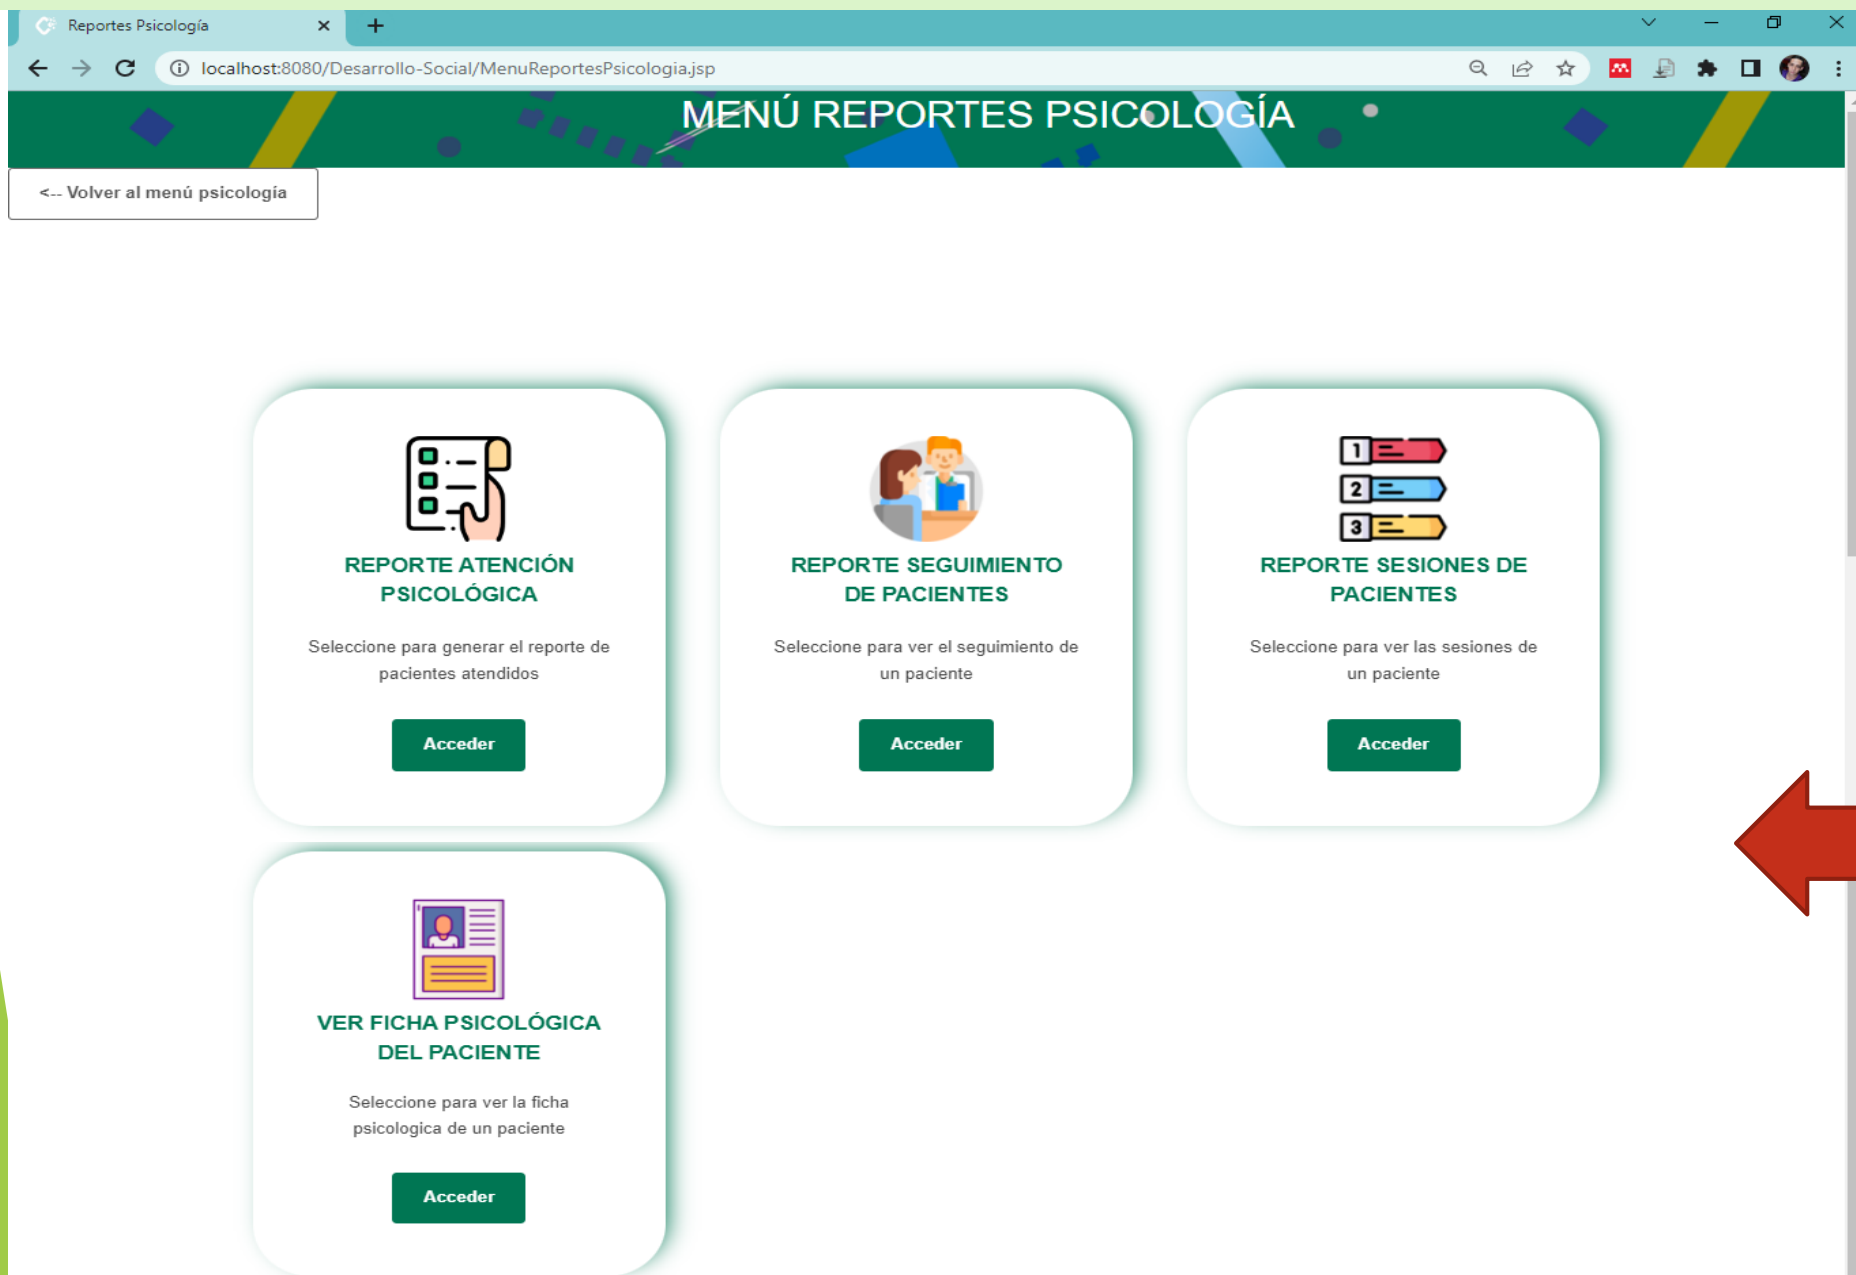 Reportes Psicología
localhost:8080/Desarrollo-Social/MenuReportesPsicologia.jsp
MENÚ REPORTES PSICOLOGÍA
<-- Volver al menú psicología
REPORTE ATENCIÓN
PSICOLÓGICA
Seleccione para generar el reporte de
pacientes atendidos
Acceder
REPORTE SEGUIMIENTO
DE PACIENTES
Seleccione para ver el seguimiento de
un paciente
Acceder
1
2
3
REPORTE SESIONES DE
PACIENTES
Seleccione para ver las sesiones de
un paciente
Acceder
VER FICHA PSICOLÓGICA
DEL PACIENTE
Seleccione para ver la ficha
psicologica de un paciente
Acceder